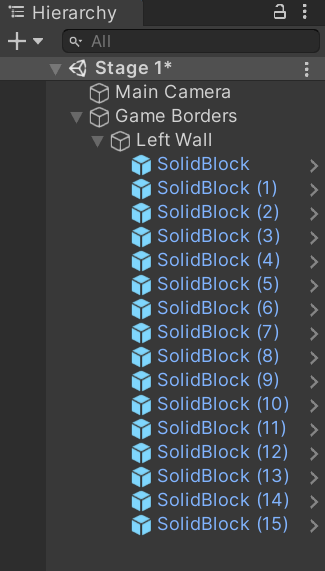 Hierarchy
All
Stage 1*
Main Camera
Game Borders
Left Wall
SolidBlock
SolidBlock (1)
SolidBlock (2)
SolidBlock (3)
SolidBlock (4)
SolidBlock (5)
SolidBlock (6)
SolidBlock (7)
SolidBlock (8)
SolidBlock (9)
SolidBlock (10)
SolidBlock (11)
SolidBlock (12)
SolidBlock (13)
SolidBlock (14)
SolidBlock (15)